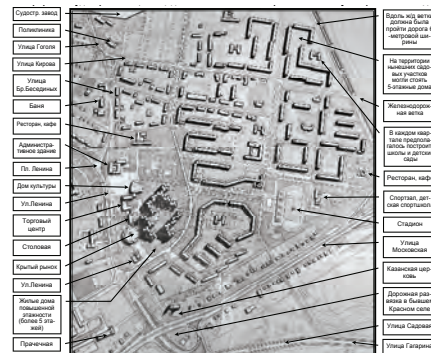 Судостр. завод
Поликлиника
Улица Гоголя
Улица Кирова
Улица
Бр.Бесединых
Баня
Ресторан, кафе
Администра-
тивное здание
Пл. Ленина
Дом культуры
Ул.Ленина
Торговый
центр
Столовая
Крытый рынок
Ул.Ленина
Жилые дома
повышенной
этажности
(более 5 эта-
жей)
Прачечная
Вдоль ж/д ветки
должна была
пройти дорога
-метровой ши-
рины
На территории
нынешних садо-
вых участков
могли стоять
5-этажные дома
Железнодорож-
ная ветка
В каждом квар-
тале предпола-
галось построить
школы и детские
сады
Ресторан, кафе
Спортзал, дет-
ская спортшкола
Стадион
Улица
Московская
Казанская цер-
ковь
Дорожная раз-
вязка в бывшем
Красном селе
Улица Садовая
Улица Гагарина